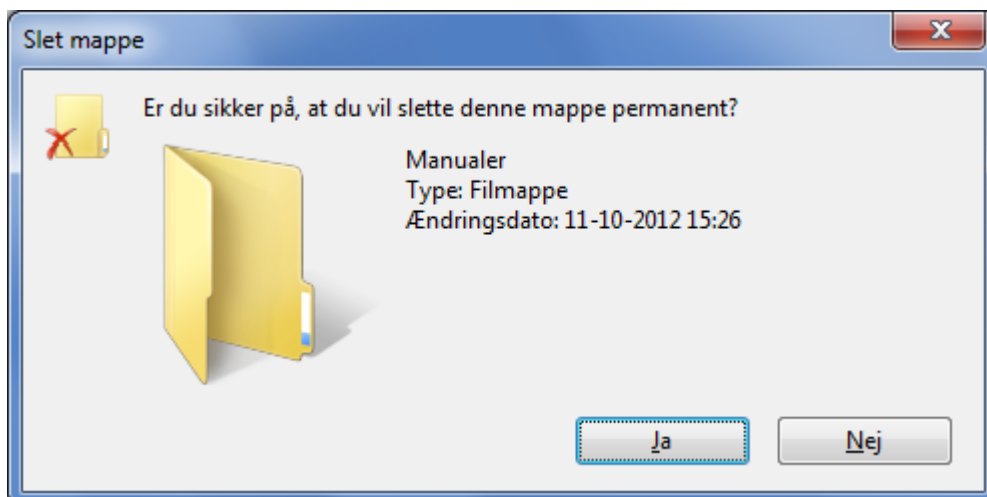 Slet mappe
Er du sikker på, at du vil slette denne mappe permanent?
Manualer
Type: Filmappe
Ændringsdato: 11-10-2012 15:26
Ja
Nej